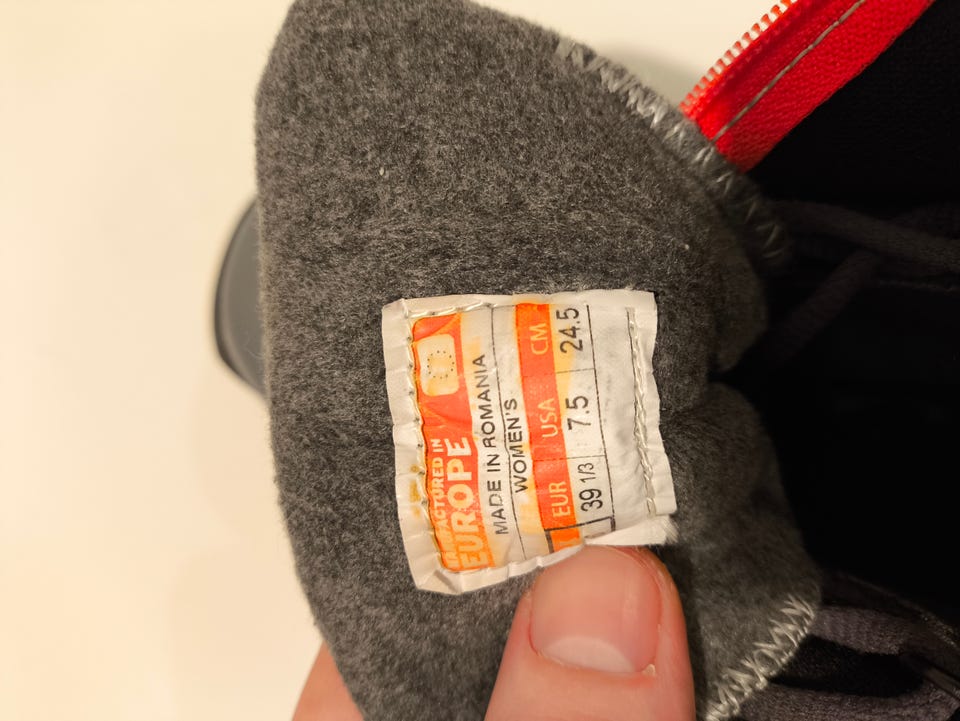 EUROPE
MADE IN ROMANIA
WOMEN'S
EUR USA CM
39 1/3 7.5 24.5